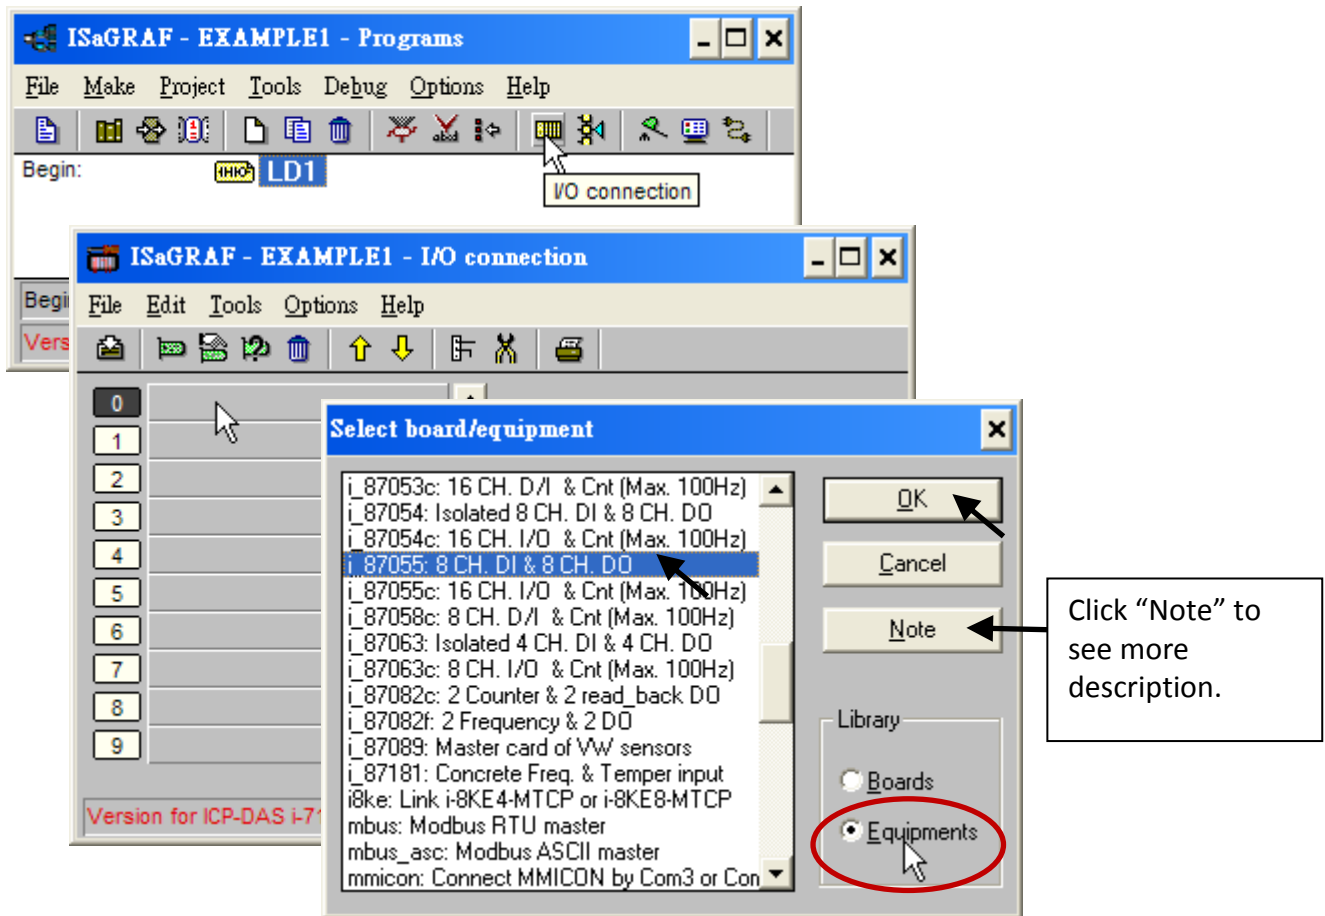 ISaGRAF - EXAMPLE1 - Programs
File Make Project Tools Debug Options Help
Begin: LD1
I/O connection
ISaGRAF - EXAMPLE1 - I/O connection
Begi
File Edit Tools Options Help
Vers
0
1
2
3
4
5
6
7
8
9
Version for ICP-DAS i-71
Select board/equipment
i_87053c: 16 CH. D/I & Cnt (Max. 100Hz)
i_87054: Isolated 8 CH. DI & 8 CH. DO
i_87054c: 16 CH. I/O & Cnt (Max. 100Hz)
i_87055: 8 CH. DI & 8 CH. DO
i_87055c: 16 CH. I/O & Cnt (Max. 100Hz)
i_87058c: 8 CH. D/I & Cnt (Max. 100Hz)
i_87063: Isolated 4 CH. DI & 4 CH. DO
i_87063c: 8 CH. I/O & Cnt (Max. 100Hz)
i_87082c: 2 Counter & 2 read_back DO
i_87082f: 2 Frequency & 2 DO
i_87089: Master card of VW sensors
i_87181: Concrete Freq. & Temper input
i8ke: Link i-8KE4-MTCP or i-8KE8-MTCP
mbus: Modbus RTU master
mbus_asc: Modbus ASCII master
mmicon: Connect MMICON by Com3 or Con
OK
Cancel
Note
Library
Boards
Equipments
Click “Note” to
see more
description.